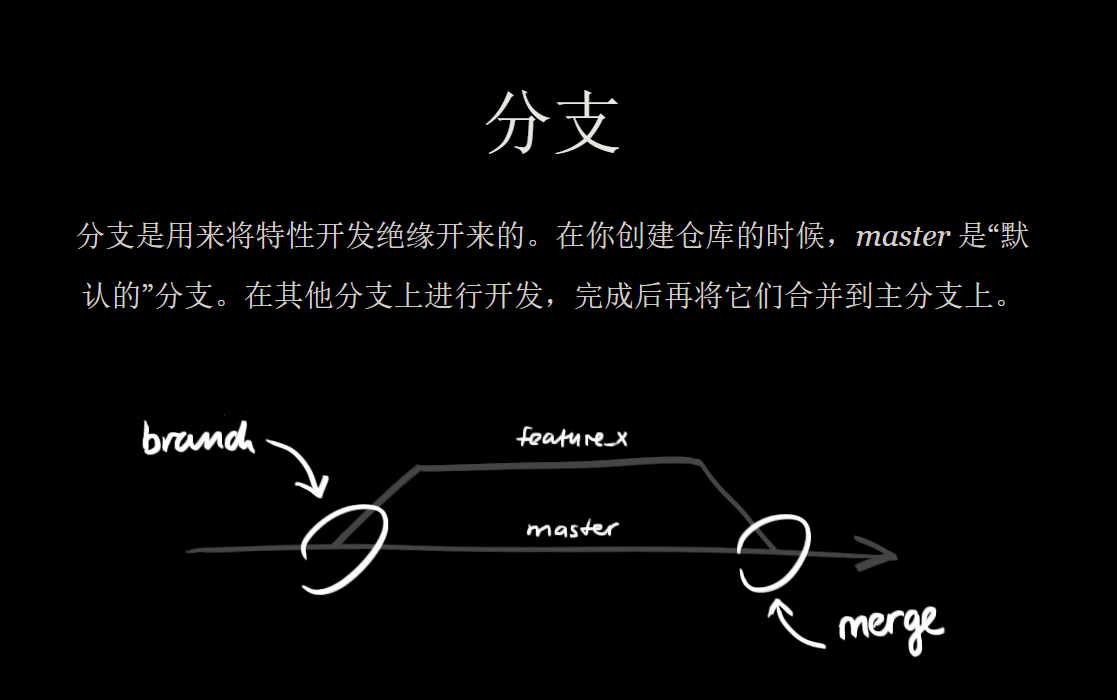 分支
分支是用来将特性开发绝缘开来的。在你创建仓库的时候，master 是“默
认的”分支。在其他分支上进行开发，完成后再将它们合并到主分支上。
branch
feature_x
master
merge